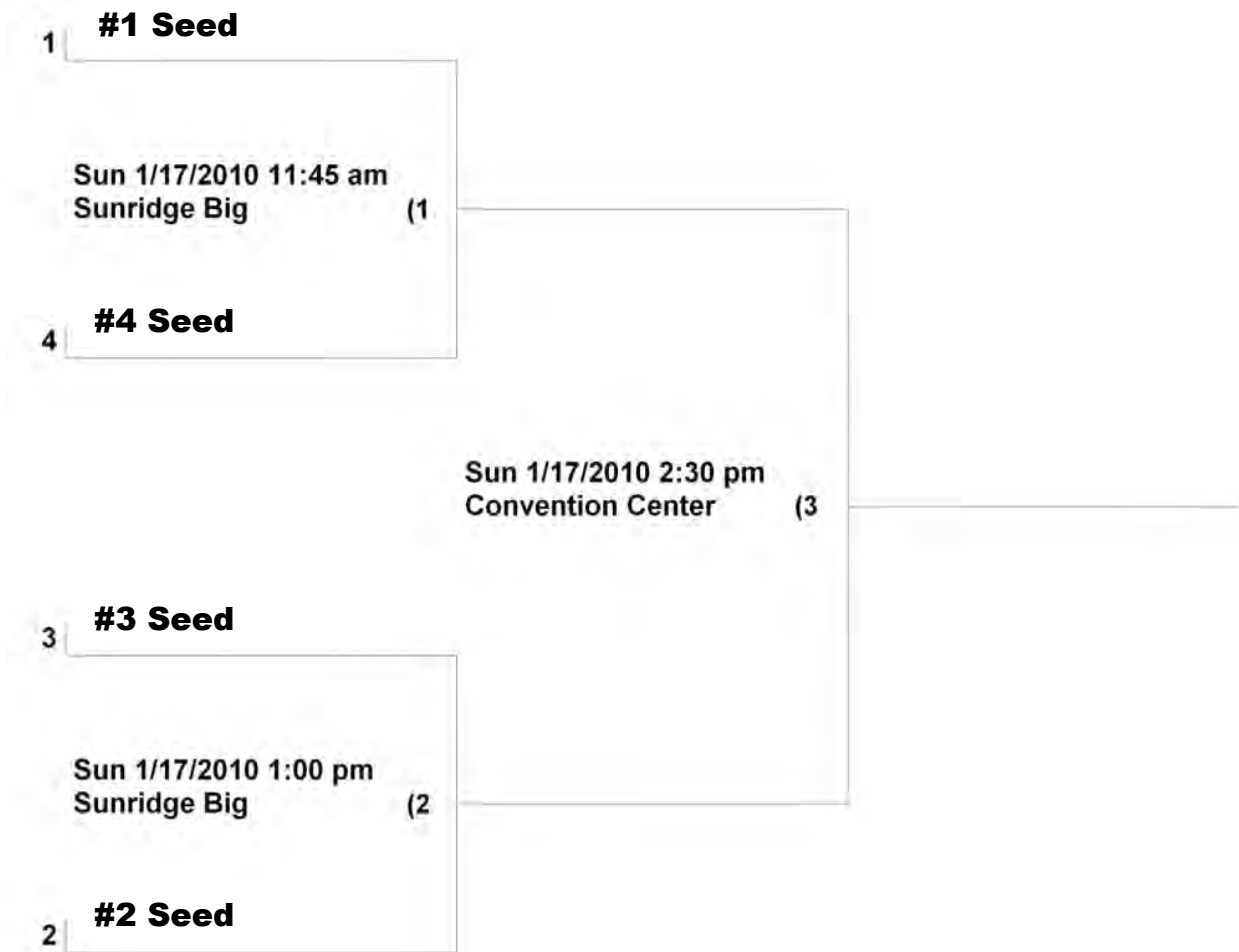 #1 Seed
1
Sun 1/17/2010 11:45 am
Sunridge Big (1
#4 Seed
4
Sun 1/17/2010 2:30 pm
Convention Center (3
#3 Seed
3
Sun 1/17/2010 1:00 pm
Sunridge Big (2
#2 Seed
2